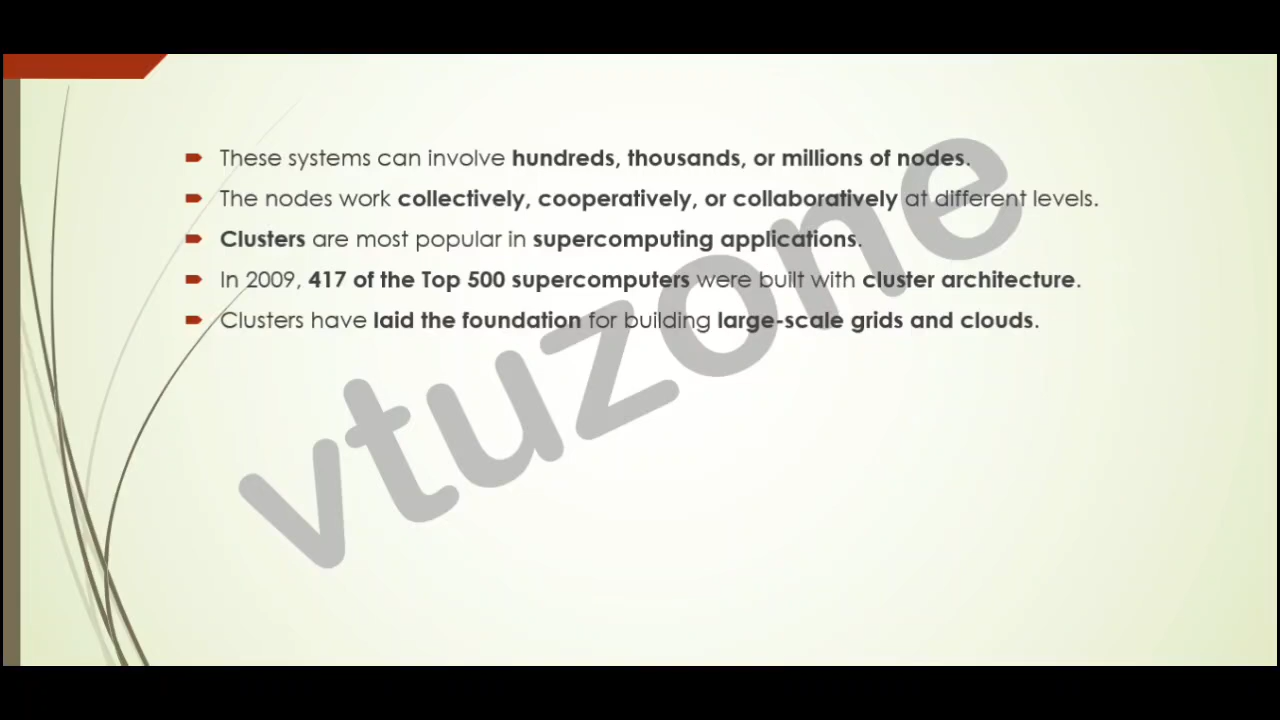 These systems can involve hundreds, thousands, or millions of nodes.
The nodes work collectively, cooperatively, or collaboratively at different levels.
Clusters are most popular in supercomputing applications.
In 2009, 417 of the Top 500 supercomputers were built with cluster architecture.
Clusters have laid the foundation for building large-scale grids and clouds.
vtuzone